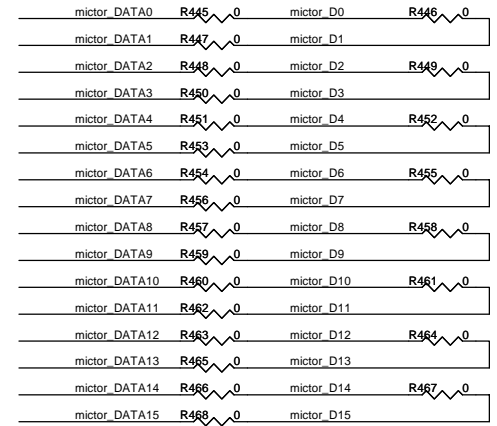 mictor_DATA0 R445 0 mictor_D0 R446 0
mictor_DATA1 R447 0 mictor_D1
mictor_DATA2 R448 0 mictor_D2 R449 0
mictor_DATA3 R450 0 mictor_D3
mictor_DATA4 R451 0 mictor_D4 R452 0
mictor_DATA5 R453 0 mictor_D5
mictor_DATA6 R454 0 mictor_D6 R455 0
mictor_DATA7 R456 0 mictor_D7
mictor_DATA8 R457 0 mictor_D8 R458 0
mictor_DATA9 R459 0 mictor_D9
mictor_DATA10 R460 0 mictor_D10 R461 0
mictor_DATA11 R462 0 mictor_D11
mictor_DATA12 R463 0 mictor_D12 R464 0
mictor_DATA13 R465 0 mictor_D13
mictor_DATA14 R466 0 mictor_D14 R467 0
mictor_DATA15 R468 0 mictor_D15